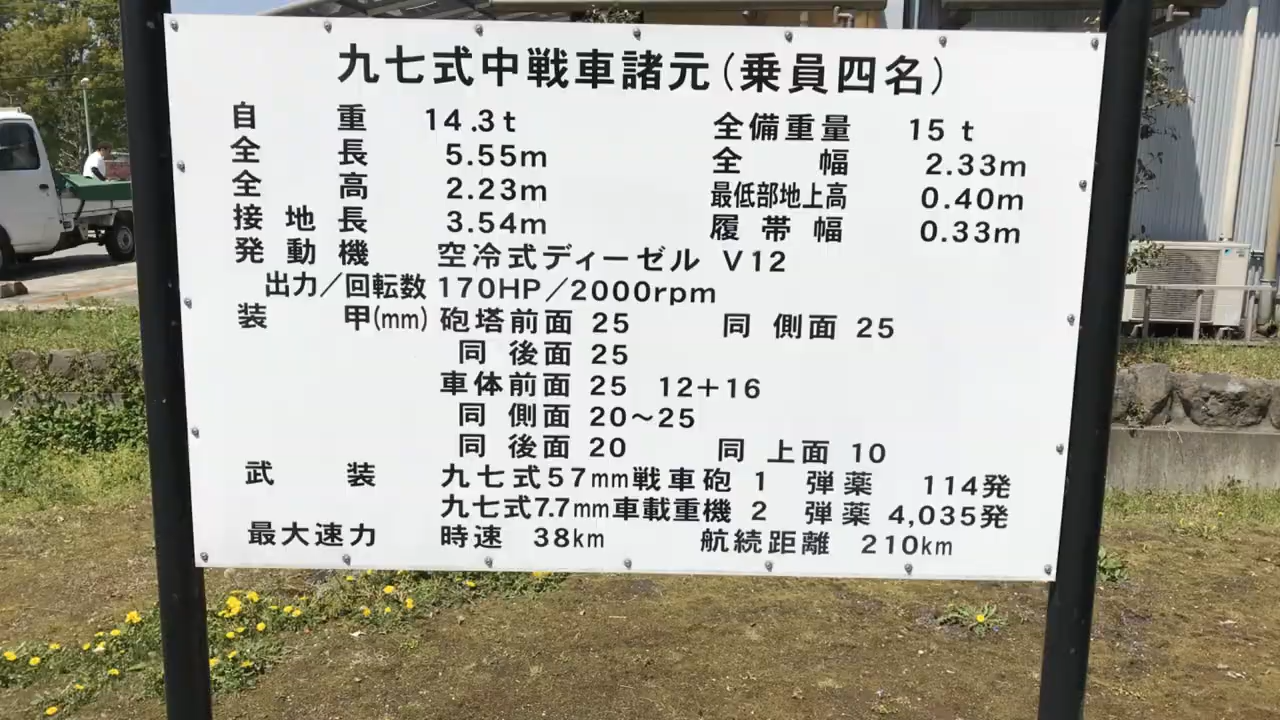 九七式中戦車諸元(乗員四名)
自重 14.3t 全備重量 15t
全長 5.55m 全幅 2.33m
全高 2.23m 最低部地上高 0.40m
接地長 3.54m 履帯幅 0.33m
発動機 空冷式ディーゼル V12
出力/回転数 170HP/2000rpm
装甲(mm) 砲塔前面 25 同側面 25
同後面 25
車体前面 25 12+16
同側面 20~25
同後面 20 同上面 10
武装 九七式57mm戦車砲 1 弾薬 114発
九七式7.7mm車載重機 2 弾薬 4,035発
最大速力 時速 38km 航続距離 210km